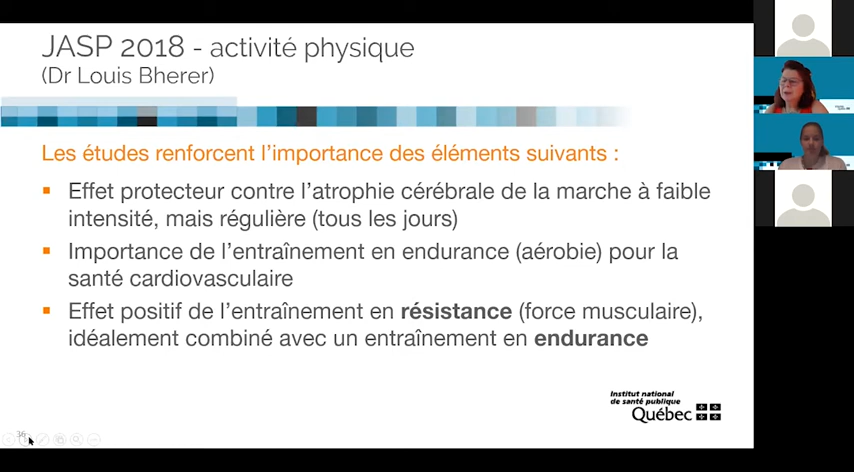 JASP 2018 - activité physique
(Dr Louis Bherer)
Les études renforcent l'importance des éléments suivants :
▪ Effet protecteur contre l'atrophie cérébrale de la marche à faible
intensité, mais régulière (tous les jours)
▪ Importance de l'entraînement en endurance (aérobie) pour la
santé cardiovasculaire
▪ Effet positif de l'entraînement en résistance (force musculaire),
idéalement combiné avec un entraînement en endurance
Institut national
de santé publique
Québec
36